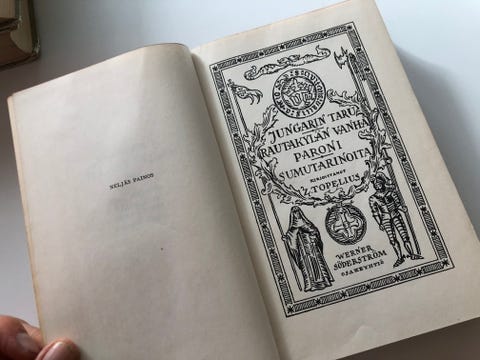 NELJÄS PAINOS
JUNGARIN TARU
RAUTAKYLÄN VANHA
PARONI
SUMUTARINOITA
KIRJOITTANUT
TOPELIUS
WERNER
SÖDERSTRÖM
OSAKEYHTIÖ